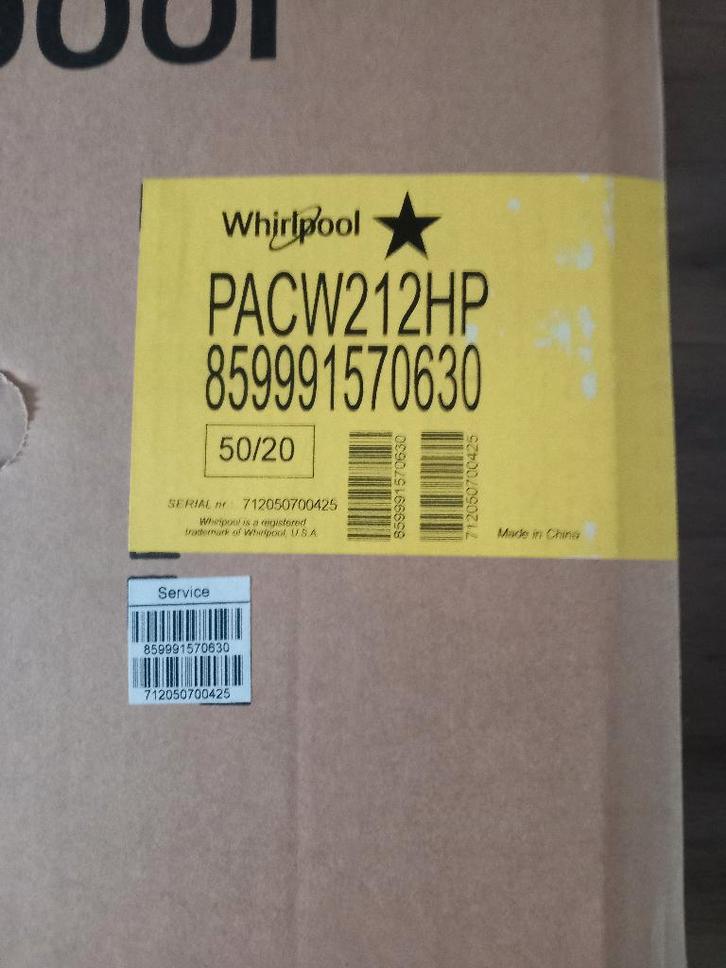 pool
Whirlpool
PACW212HP
859991570630
50/20
SERIAL nr : 712050700425
Whirlpool is a registered
trademark of Whirlpool, U.S.A
859991570630
712050700425
Made in China
Service
859991570630
712050700425